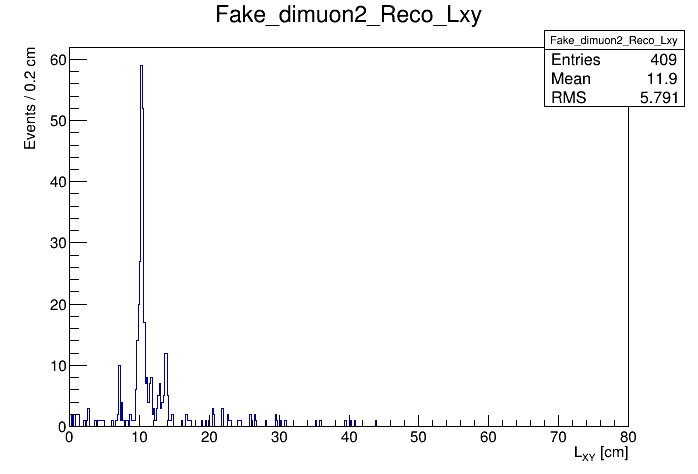 Fake_dimuon2_Reco_Lxy
Fake_dimuon2_Reco_Lxy
Entries 409
Mean 11.9
RMS 5.791
Events / 0.2 cm
60
50
40
30
20
10
0
0 10 20 30 40 50 60 70 80
L_XY [cm]